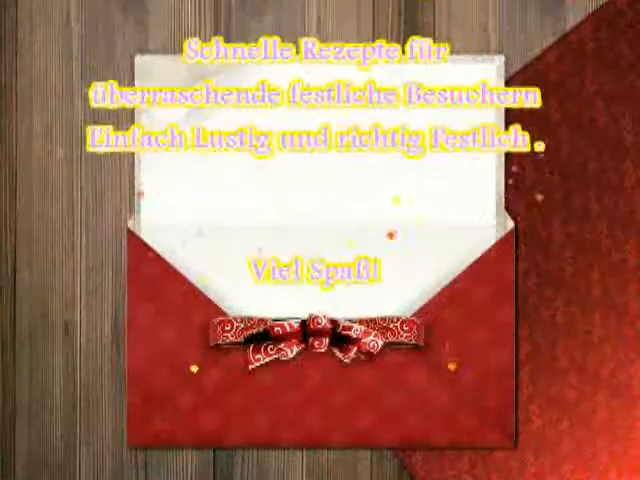 Schnelle Rezepte für
überraschende festliche Besuchern
Einfach Lustig und richtig Festlich .
Viel Spaß!